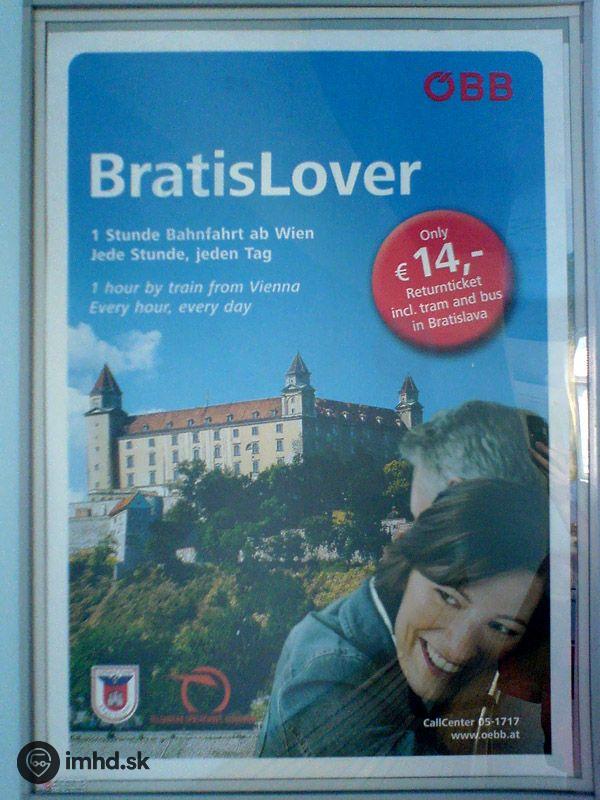 ÖBB
BratisLover
1 Stunde Bahnfahrt ab Wien
Jede Stunde, jeden Tag
1 hour by train from Vienna
Every hour, every day
Only
€ 14,-
Returnticket
incl. tram and bus
in Bratislava
CallCenter 05-1717
www.oebb.at
imhd.sk